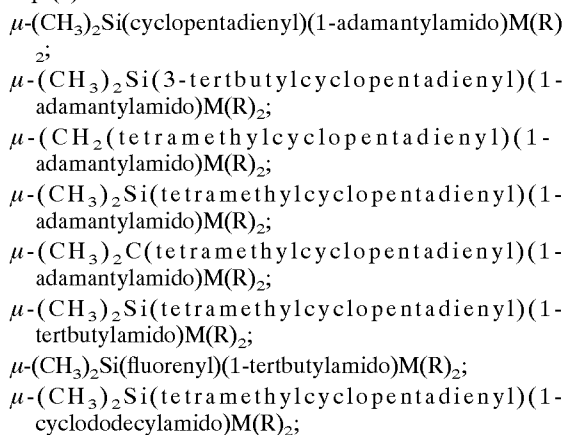 μ-(CH₃)₂Si(cyclopentadienyl)(1-adamantylamido)M(R)
₂;
μ-(CH₃)₂Si(3-tertbutylcyclopentadienyl)(1-
adamantylamido)M(R)₂;
μ-(CH₂(tetramethylcyclopentadienyl)(1-
adamantylamido)M(R)₂;
μ-(CH₃)₂Si(tetramethylcyclopentadienyl)(1-
adamantylamido)M(R)₂;
μ-(CH₃)₂C(tetramethylcyclopentadienyl)(1-
adamantylamido)M(R)₂;
μ-(CH₃)₂Si(tetramethylcyclopentadienyl)(1-
tertbutylamido)M(R)₂;
μ-(CH₃)₂Si(fluorenyl)(1-tertbutylamido)M(R)₂;
μ-(CH₃)₂Si(tetramethylcyclopentadienyl)(1-
cyclododecylamido)M(R)₂;